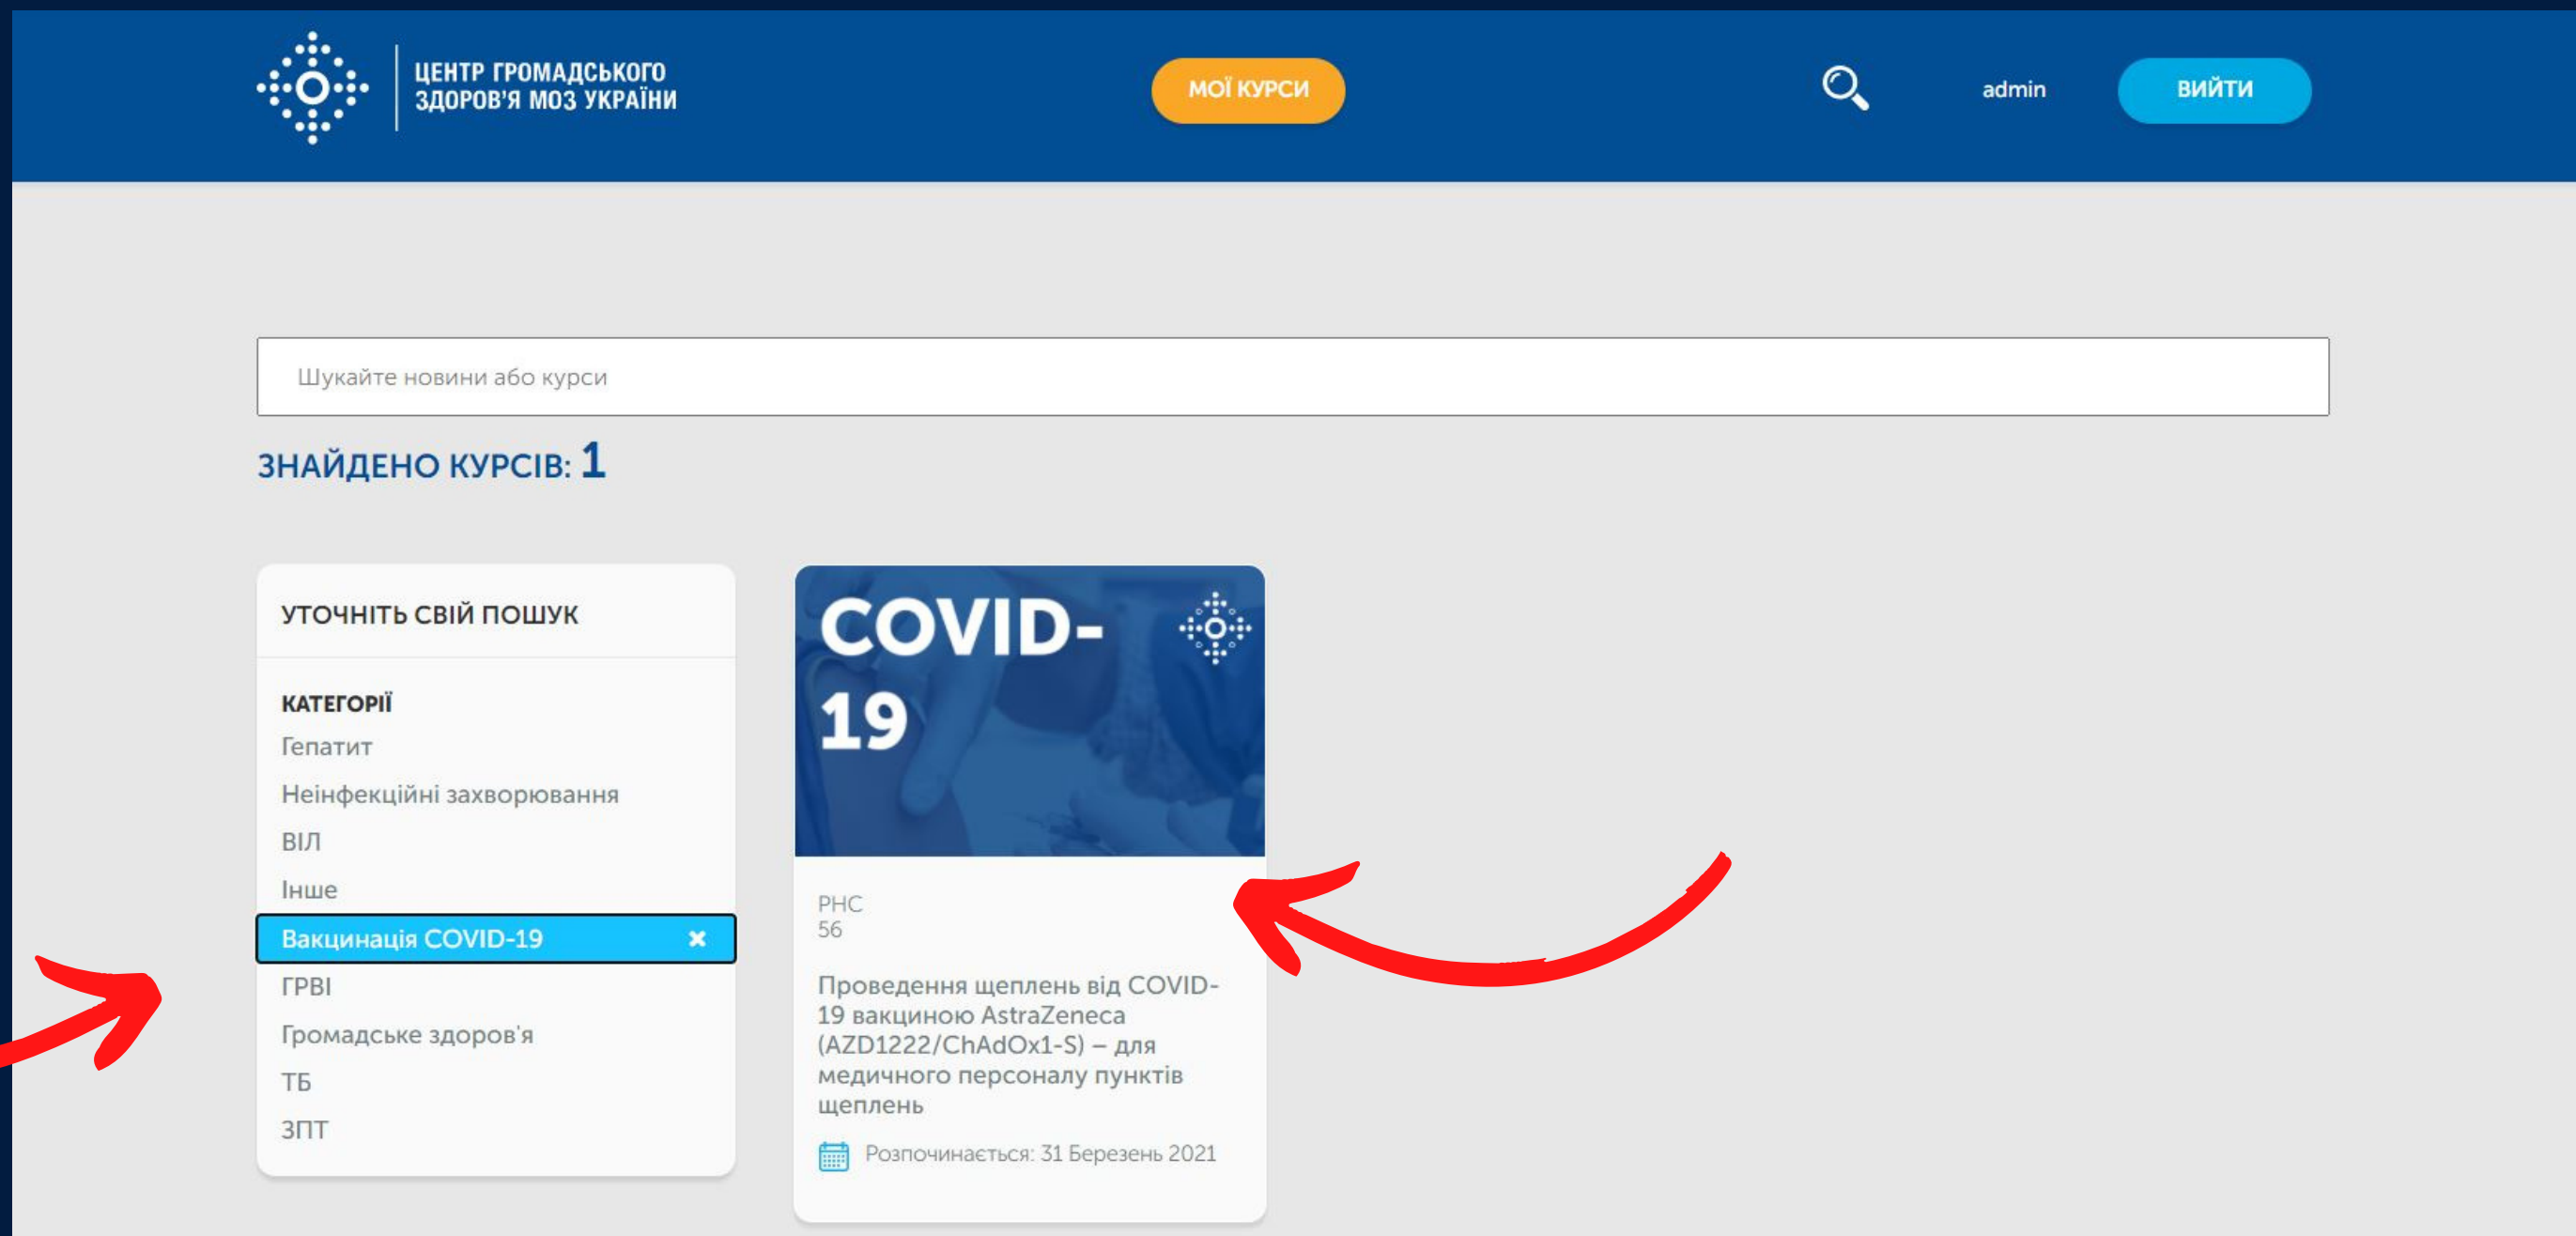 ЦЕНТР ГРОМАДСЬКОГО
ЗДОРОВ'Я МОЗ УКРАЇНИ
МОЇ КУРСИ
admin
ВИЙТИ
Шукайте новини або курси
ЗНАЙДЕНО КУРСІВ: 1
УТОЧНІТЬ СВІЙ ПОШУК
КАТЕГОРІЇ
Гепатит
Неінфекційні захворювання
ВІЛ
Інше
Вакцинація COVID-19
ГРВІ
Громадське здоров'я
ТБ
ЗПТ
COVID-
19
PHC
56
Проведення щеплень від COVID-
19 вакциною AstraZeneca
(AZD1222/ChAdOx1-S) – для
медичного персоналу пунктів
щеплень
Розпочинається: 31 Березень 2021